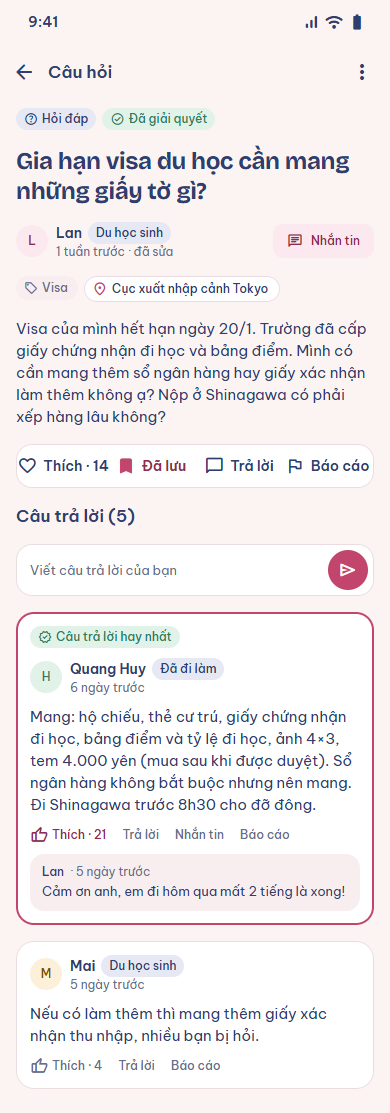 9:41
Câu hỏi
Hỏi đáp
Đã giải quyết
Gia hạn visa du học cần mang
những giấy tờ gì?
L
Lan
Du học sinh
1 tuần trước · đã sửa
Nhắn tin
Visa
Cục xuất nhập cảnh Tokyo
Visa của mình hết hạn ngày 20/1. Trường đã cấp
giấy chứng nhận đi học và bảng điểm. Mình có
cần mang thêm sổ ngân hàng hay giấy xác nhận
làm thêm không ạ? Nộp ở Shinagawa có phải
xếp hàng lâu không?
Thích · 14
Đã lưu
Trả lời
Báo cáo
Câu trả lời (5)
Viết câu trả lời của bạn
Câu trả lời hay nhất
H
Quang Huy
Đã đi làm
6 ngày trước
Mang: hộ chiếu, thẻ cư trú, giấy chứng nhận
đi học, bảng điểm và tỷ lệ đi học, ảnh 4×3,
tem 4.000 yên (mua sau khi được duyệt). Sổ
ngân hàng không bắt buộc nhưng nên mang.
Đi Shinagawa trước 8h30 cho đỡ đông.
Thích · 21
Trả lời
Nhắn tin
Báo cáo
Lan · 5 ngày trước
Cảm ơn anh, em đi hôm qua mất 2 tiếng là xong!
M
Mai
Du học sinh
5 ngày trước
Nếu có làm thêm thì mang thêm giấy xác
nhận thu nhập, nhiều bạn bị hỏi.
Thích · 4
Trả lời
Báo cáo